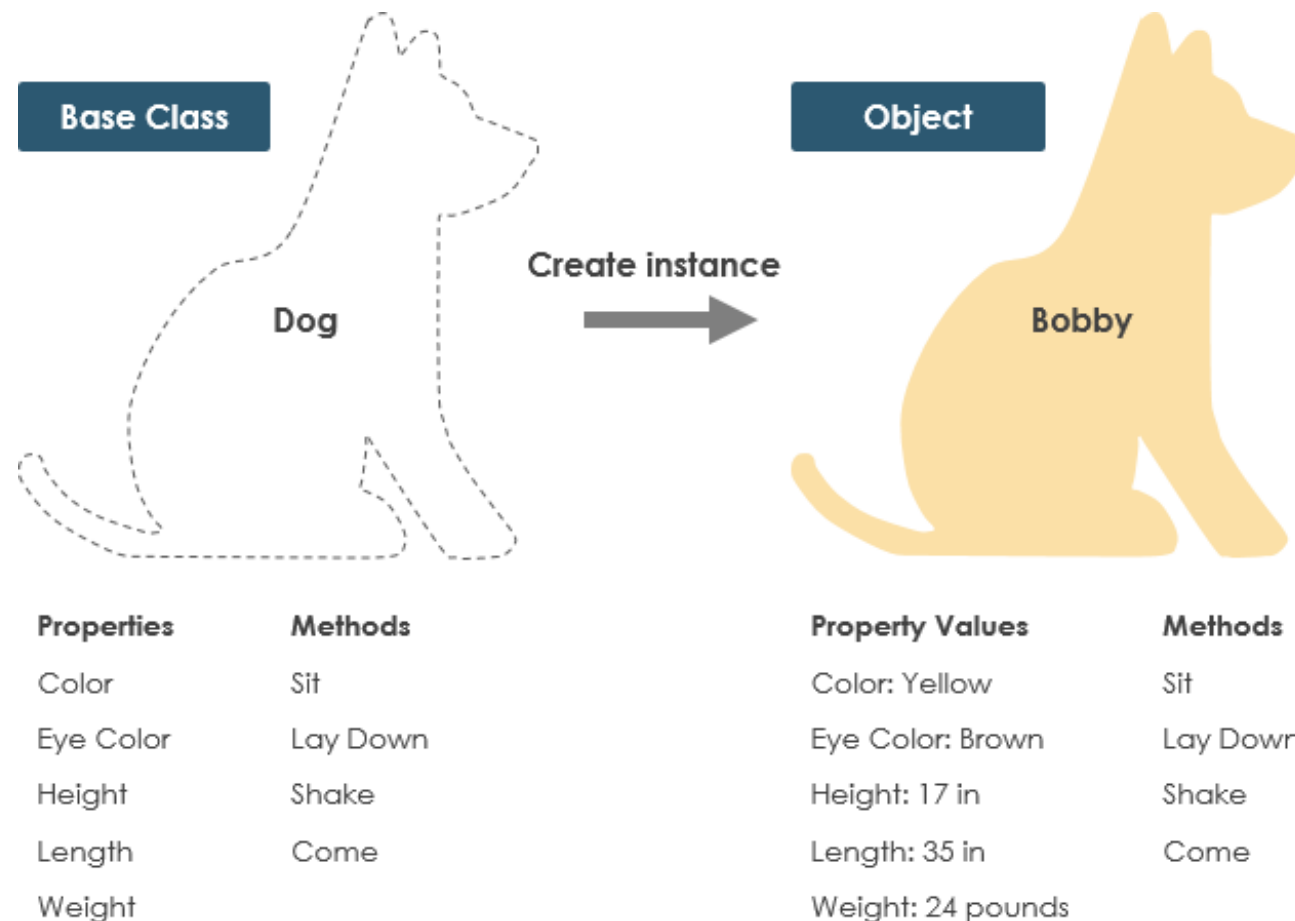 Base Class
Object
Create instance
Dog
Bobby
Properties Methods
Color Sit
Eye Color Lay Down
Height Shake
Length Come
Weight
Property Values Methods
Color: Yellow Sit
Eye Color: Brown Lay Down
Height: 17 in Shake
Length: 35 in Come
Weight: 24 pounds